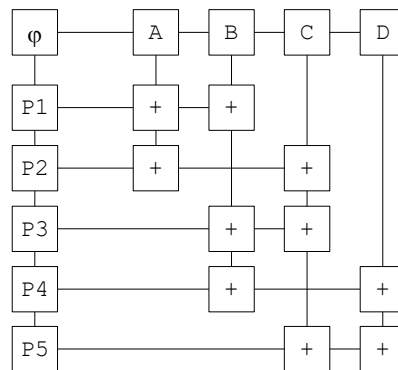 φ A B C D
P1 + +
P2 + +
P3 + +
P4 + +
P5 + +